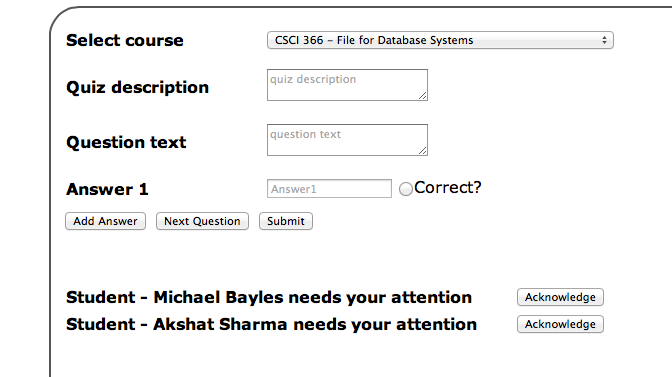 Select course CSCI 366 - File for Database Systems
Quiz description quiz description
Question text question text
Answer 1 Answer1 Correct?
Add Answer Next Question Submit
Student - Michael Bayles needs your attention Acknowledge
Student - Akshat Sharma needs your attention Acknowledge